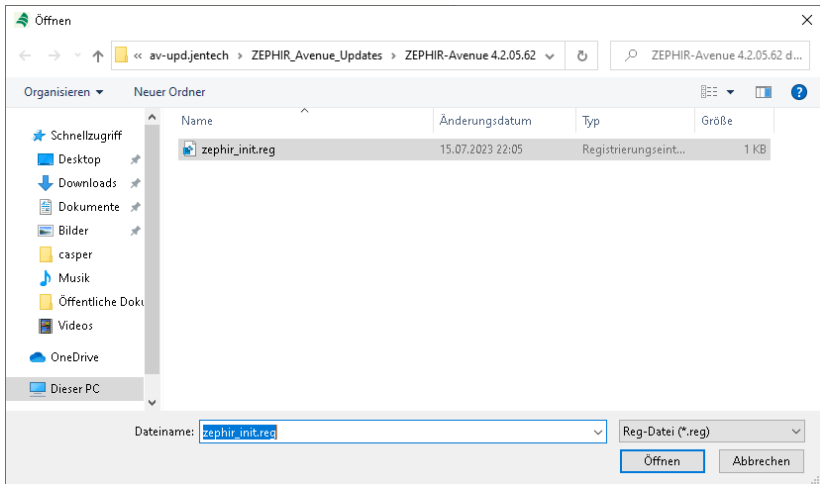 Öffnen
« av-upd.jentech > ZEPHIR_Avenue_Updates > ZEPHIR-Avenue 4.2.05.62
ZEPHIR-Avenue 4.2.05.62 d...
Organisieren
Neuer Ordner
Schnellzugriff
Desktop
Downloads
Dokumente
Bilder
casper
Musik
Öffentliche Doku
Videos
OneDrive
Dieser PC
Name Änderungsdatum Typ Größe
zephir_init.reg 15.07.2023 22:05 Registrierungseint... 1 KB
Dateiname: zephir_init.reg Reg-Datei (*.reg)
Öffnen Abbrechen